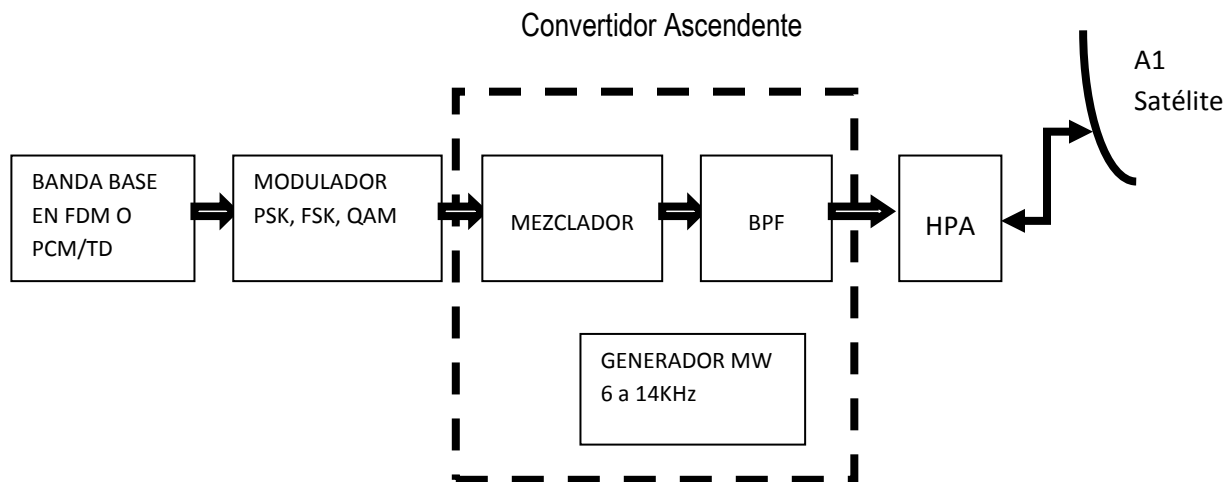 Convertidor Ascendente
A1
Satélite
BANDA BASE
EN FDM O
PCM/TD
MODULADOR
PSK, FSK, QAM
MEZCLADOR
BPF
HPA
GENERADOR MW
6 a 14KHz